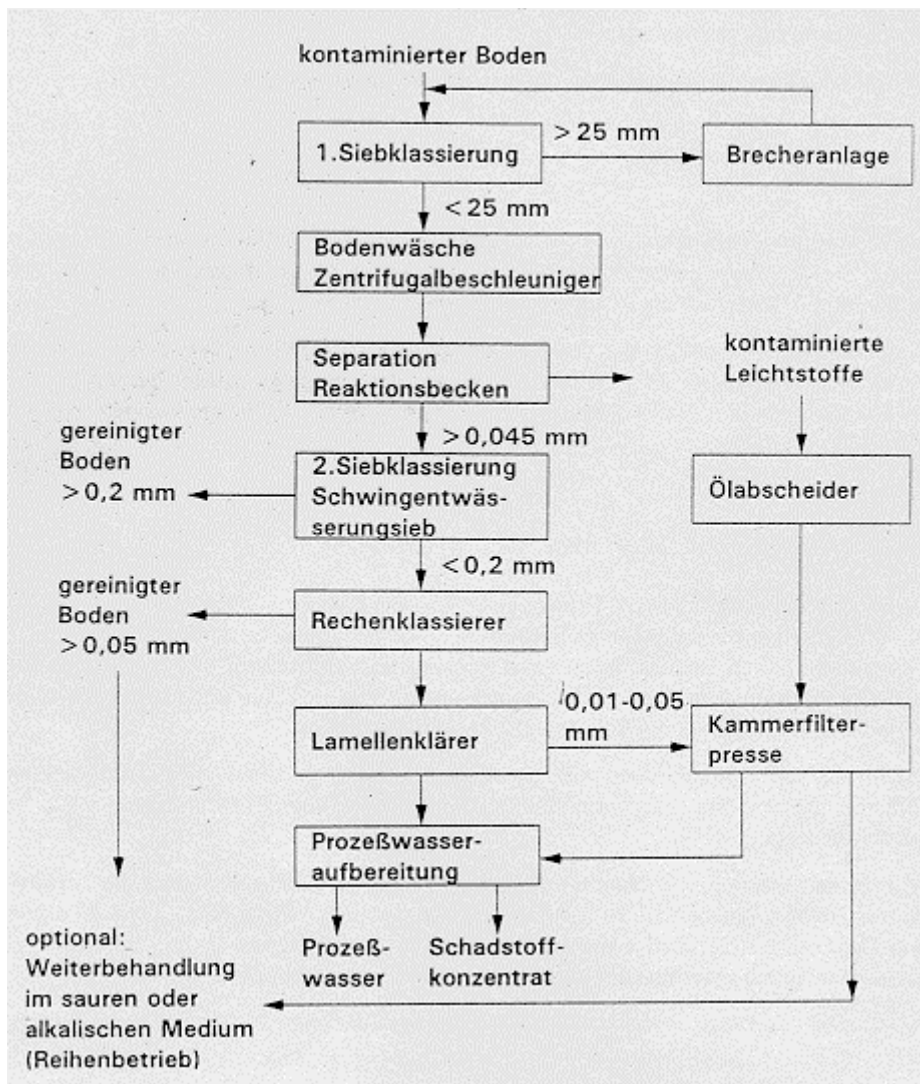 kontaminierter Boden
1.Siebklassierung
>25 mm
Brecheranlage
<25 mm
Bodenwäsche
Zentrifugalbeschleuniger
Separation
Reaktionsbecken
kontaminierte
Leichtstoffe
>0,045 mm
gereinigter
Boden
>0,2 mm
2.Siebklassierung
Schwingentwäs-
serungsieb
Ölabscheider
<0,2 mm
gereinigter
Boden
>0,05 mm
Rechenklassierer
Lamellenklärer
0,01-0,05
mm
Kammerfilter-
presse
Prozeßwasser-
aufbereitung
Prozeß-
wasser
Schadstoff-
konzentrat
optional:
Weiterbehandlung
im sauren oder
alkalischen Medium
(Reihenbetrieb)